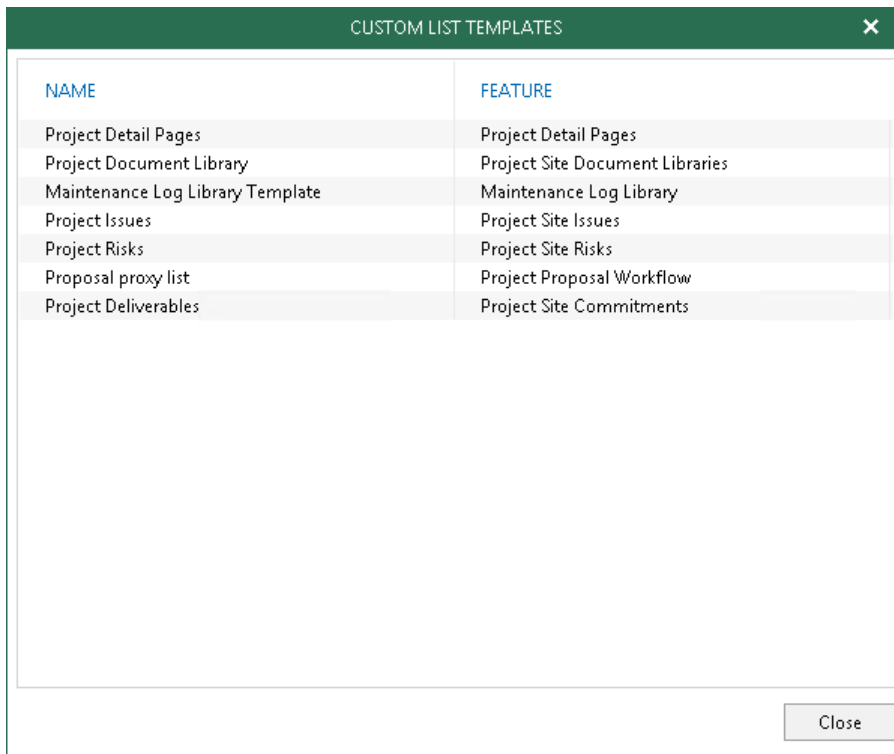 CUSTOM LIST TEMPLATES
NAME FEATURE
Project Detail Pages Project Detail Pages
Project Document Library Project Site Document Libraries
Maintenance Log Library Template Maintenance Log Library
Project Issues Project Site Issues
Project Risks Project Site Risks
Proposal proxy list Project Proposal Workflow
Project Deliverables Project Site Commitments
Close